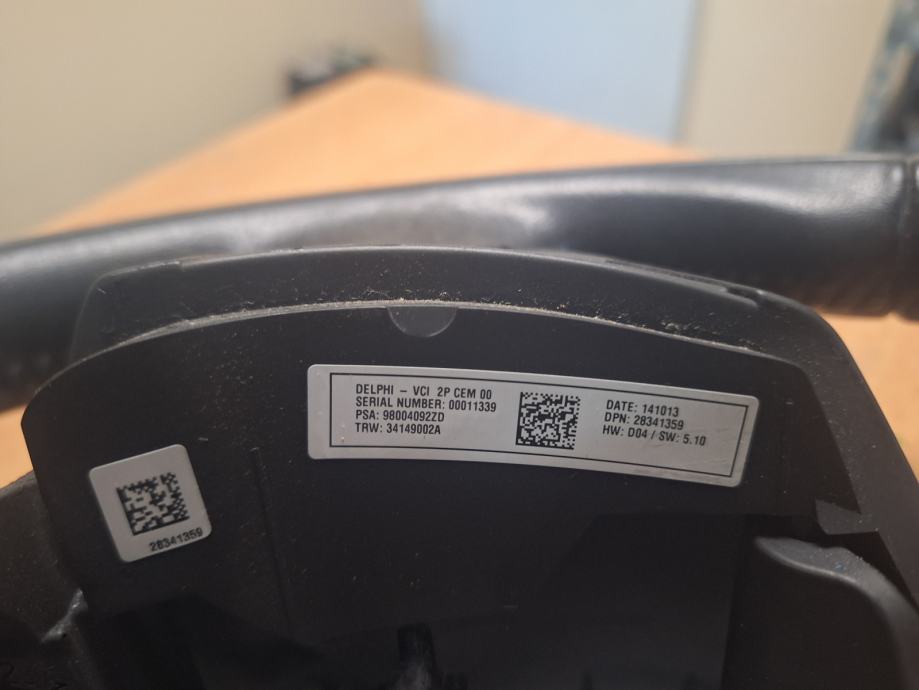 DELPHI – VCI 2P CEM 00
SERIAL NUMBER: 00011339
PSA: 98004092ZD
TRW: 34149002A
DATE: 141013
DPN: 28341359
HW: D04 / SW: 5.10
28341359